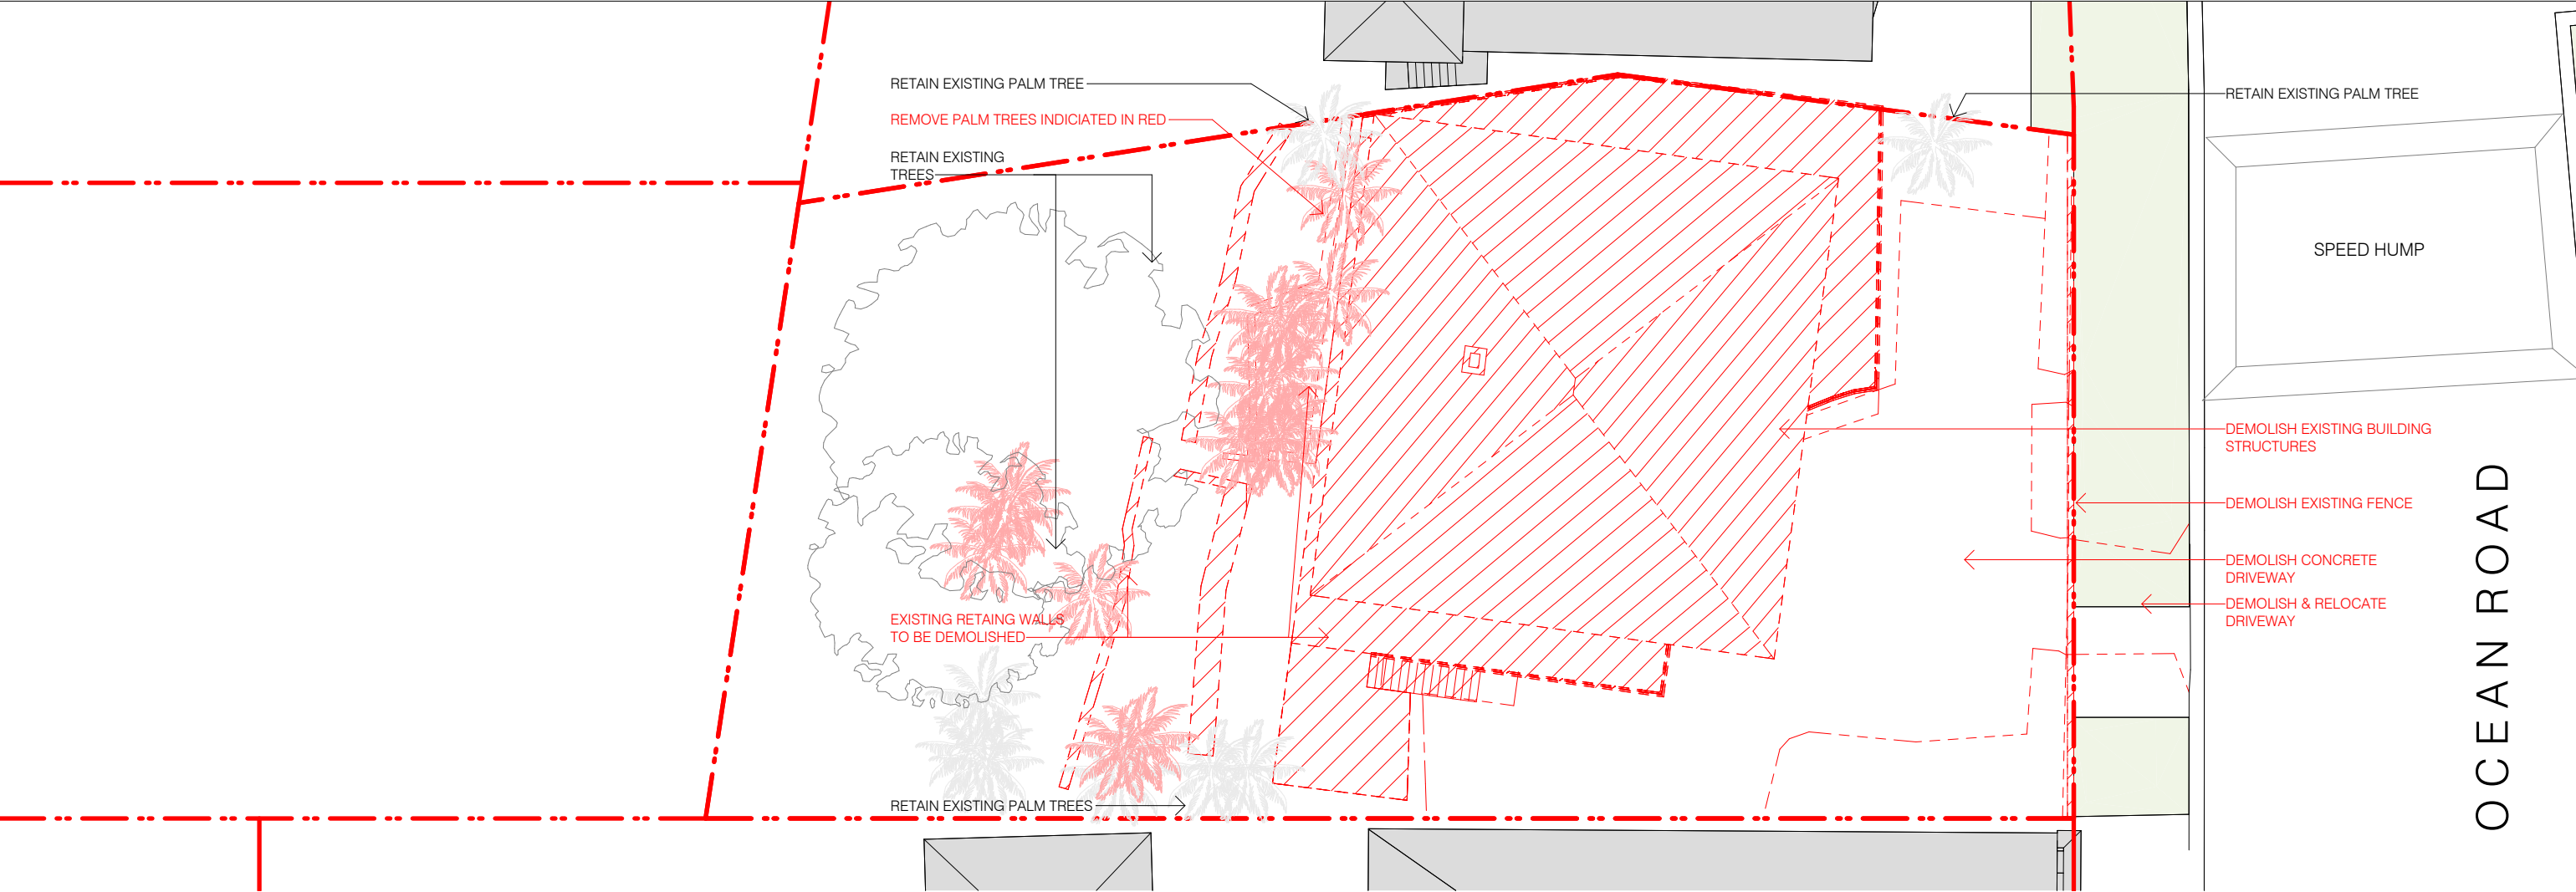 RETAIN EXISTING PALM TREE
REMOVE PALM TREES INDICIATED IN RED
RETAIN EXISTING
TREES
EXISTING RETAING WALLS
TO BE DEMOLISHED
RETAIN EXISTING PALM TREES
RETAIN EXISTING PALM TREE
SPEED HUMP
DEMOLISH EXISTING BUILDING
STRUCTURES
DEMOLISH EXISTING FENCE
DEMOLISH CONCRETE
DRIVEWAY
DEMOLISH & RELOCATE
DRIVEWAY
OCEAN ROAD